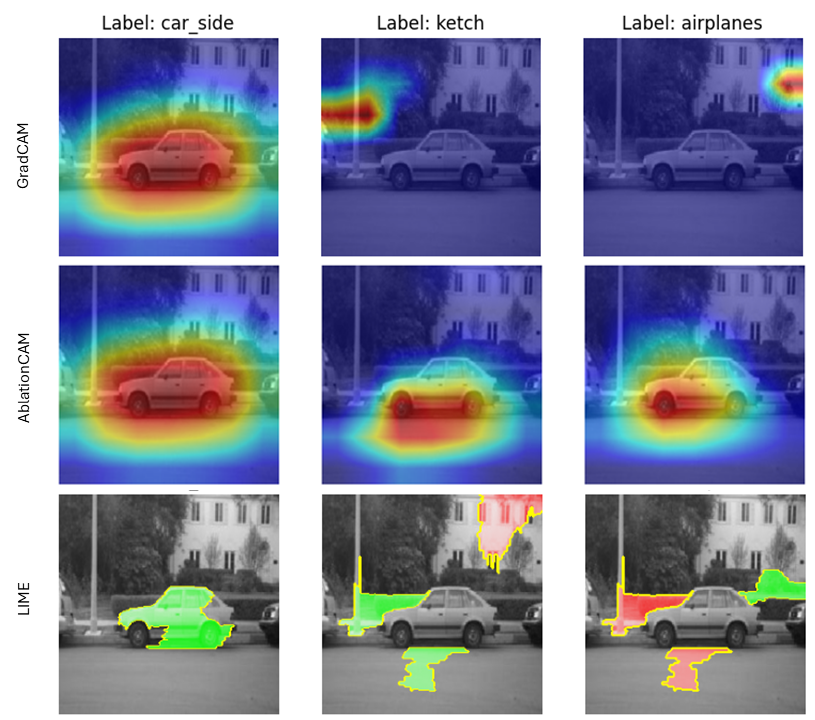 Label: car_side
Label: ketch
Label: airplanes
GradCAM
AblationCAM
LIME